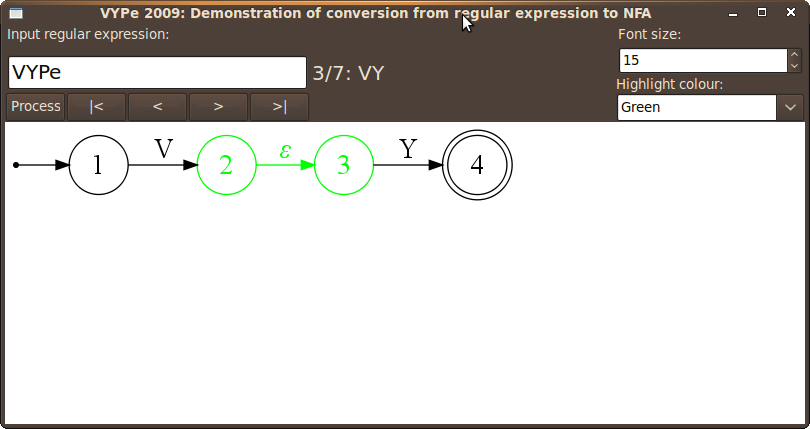 VYPe 2009: Demonstration of conversion from regular expression to NFA
Input regular expression:
Font size:
VYPe
3/7: VY
15
Highlight colour:
Process |< < > >|
Green
1 V 2 ε 3 Y 4